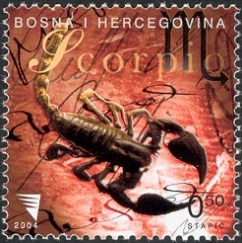 BOSNA I HERCEGOVINA
Scorpio
2004
0.50
STAPIĆ